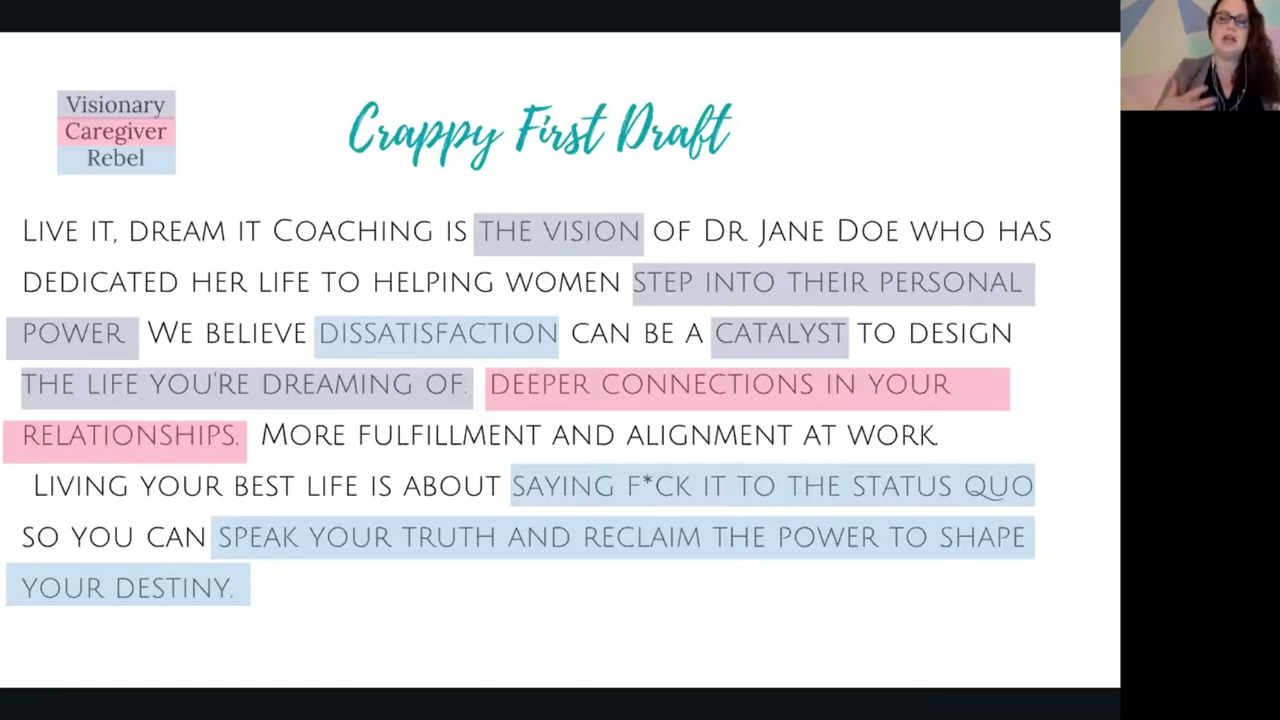 Visionary
Caregiver
Rebel
Crappy First Draft
Live it, dream it Coaching is the vision of Dr. Jane Doe who has
dedicated her life to helping women step into their personal
power. We believe dissatisfaction can be a catalyst to design
the life you're dreaming of. Deeper connections in your
relationships. More fulfillment and alignment at work.
Living your best life is about saying f*ck it to the status quo
so you can speak your truth and reclaim the power to shape
your destiny.